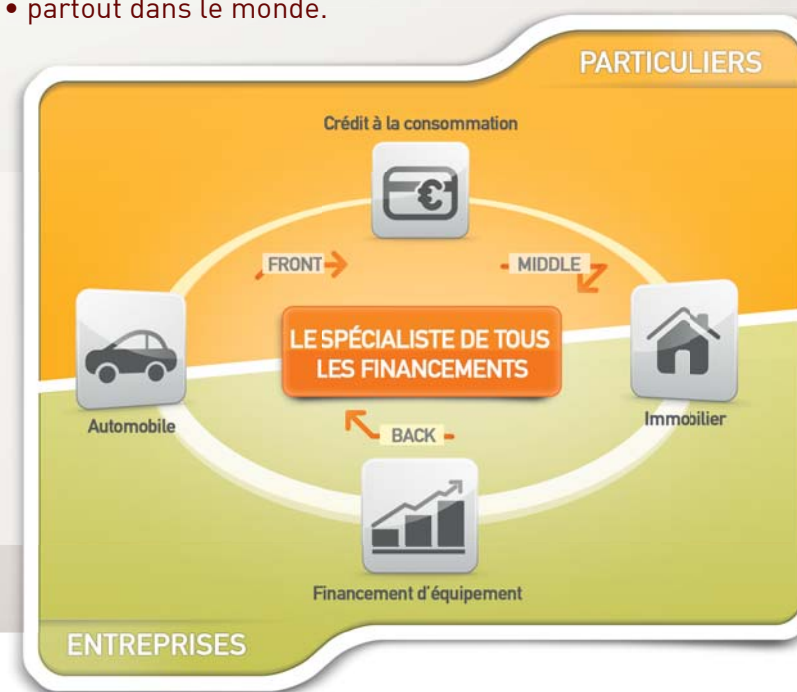 • partout dans le monde.
PARTICULIERS
Crédit à la consommation
FRONT
MIDDLE
LE SPÉCIALISTE DE TOUS
LES FINANCEMENTS
Automobile
Immobilier
BACK
Financement d'équipement
ENTREPRISES